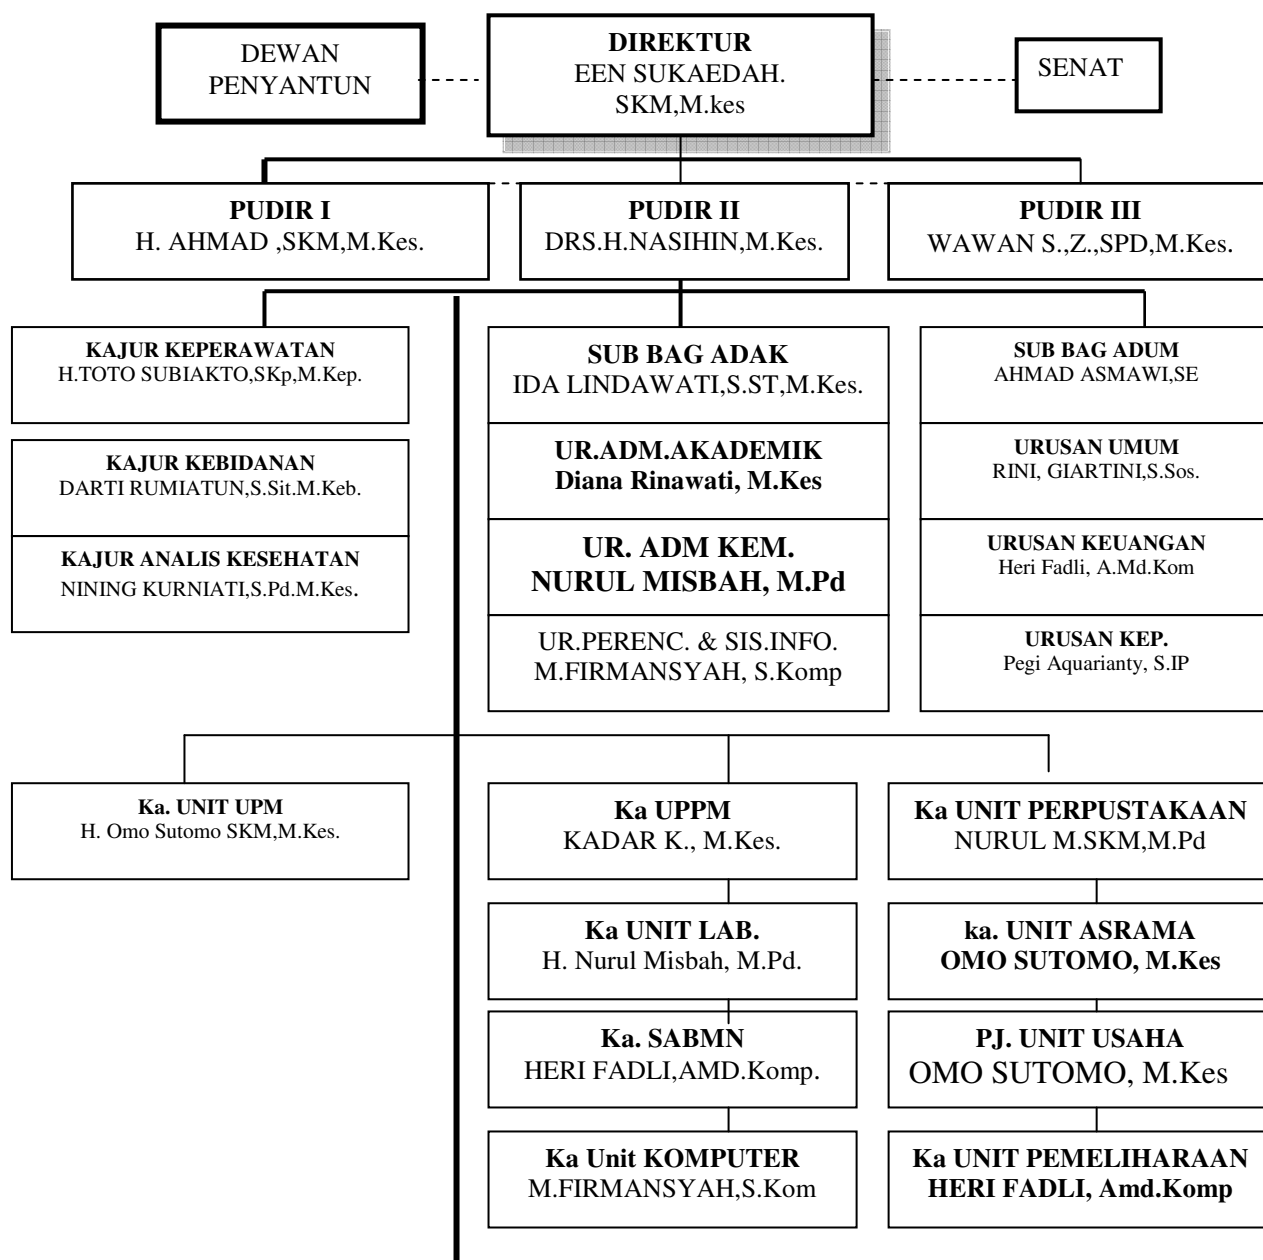 DEWAN
PENYANTUN
DIREKTUR
EEN SUKAEDAH.
SKM,M.kes
SENAT
PUDIR I
H. AHMAD ,SKM,M.Kes.
PUDIR II
DRS.H.NASIHIN,M.Kes.
PUDIR III
WAWAN S.,Z.,SPD,M.Kes.
KAJUR KEPERAWATAN
H.TOTO SUBIAKTO,SKp,M.Kep.
KAJUR KEBIDANAN
DARTI RUMIATUN,S.Sit.M.Keb.
KAJUR ANALIS KESEHATAN
NINING KURNIATI,S.Pd.M.Kes.
SUB BAG ADAK
IDA LINDAWATI,S.ST,M.Kes.
UR.ADM.AKADEMIK
Diana Rinawati, M.Kes
UR. ADM KEM.
NURUL MISBAH, M.Pd
UR.PERENC. & SIS.INFO.
M.FIRMANSYAH, S.Komp
SUB BAG ADUM
AHMAD ASMAWI,SE
URUSAN UMUM
RINI, GIARTINI,S.Sos.
URUSAN KEUANGAN
Heri Fadli, A.Md.Kom
URUSAN KEP.
Pegi Aquarianty, S.IP
Ka. UNIT UPM
H. Omo Sutomo SKM,M.Kes.
Ka UPPM
KADAR K., M.Kes.
Ka UNIT LAB.
H. Nurul Misbah, M.Pd.
Ka. SABMN
HERI FADLI,AMD.Komp.
Ka Unit KOMPUTER
M.FIRMANSYAH,S.Kom
Ka UNIT PERPUSTAKAAN
NURUL M.SKM,M.Pd
ka. UNIT ASRAMA
OMO SUTOMO, M.Kes
PJ. UNIT USAHA
OMO SUTOMO, M.Kes
Ka UNIT PEMELIHARAAN
HERI FADLI, Amd.Komp